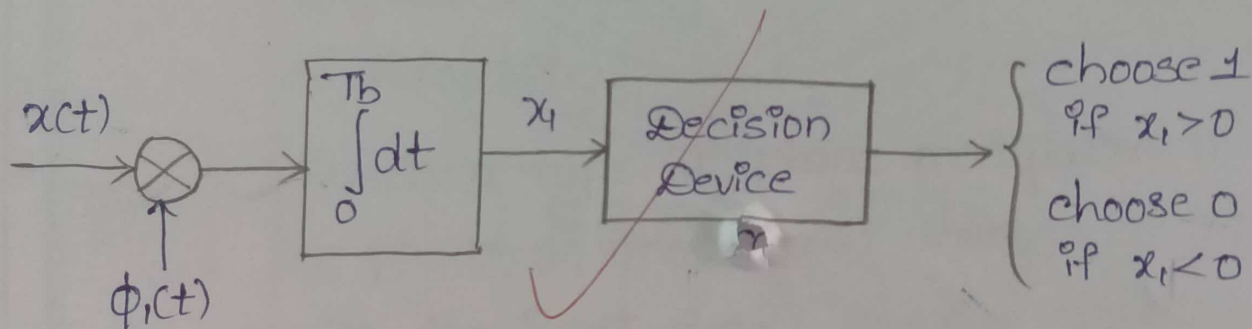 x(t)
Tb
∫dt
0
x₁
Decision
Device
choose 1
if x₁>0
choose 0
if x₁<0
ϕ₁(t)